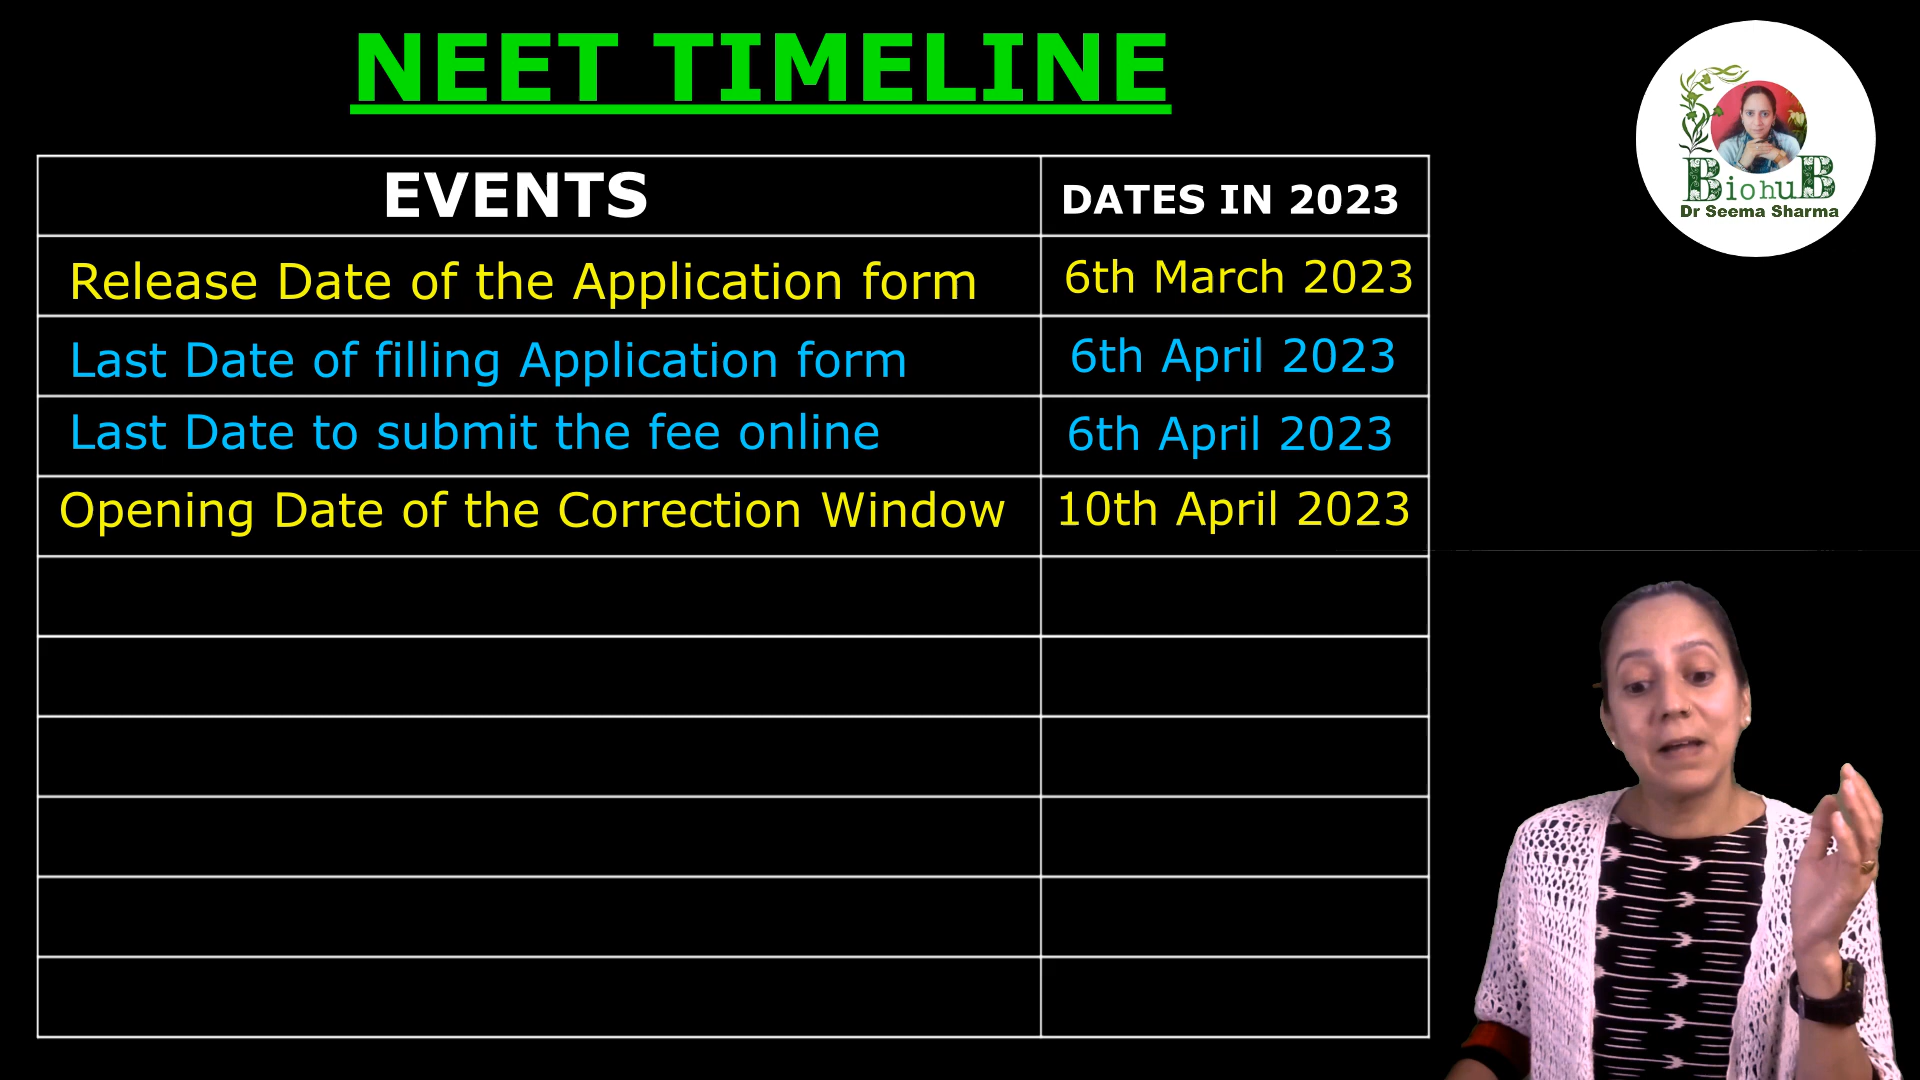 NEET TIMELINE
EVENTS
DATES IN 2023
Release Date of the Application form
6th March 2023
Last Date of filling Application form
6th April 2023
Last Date to submit the fee online
6th April 2023
Opening Date of the Correction Window
10th April 2023
BiohuB
Dr Seema Sharma